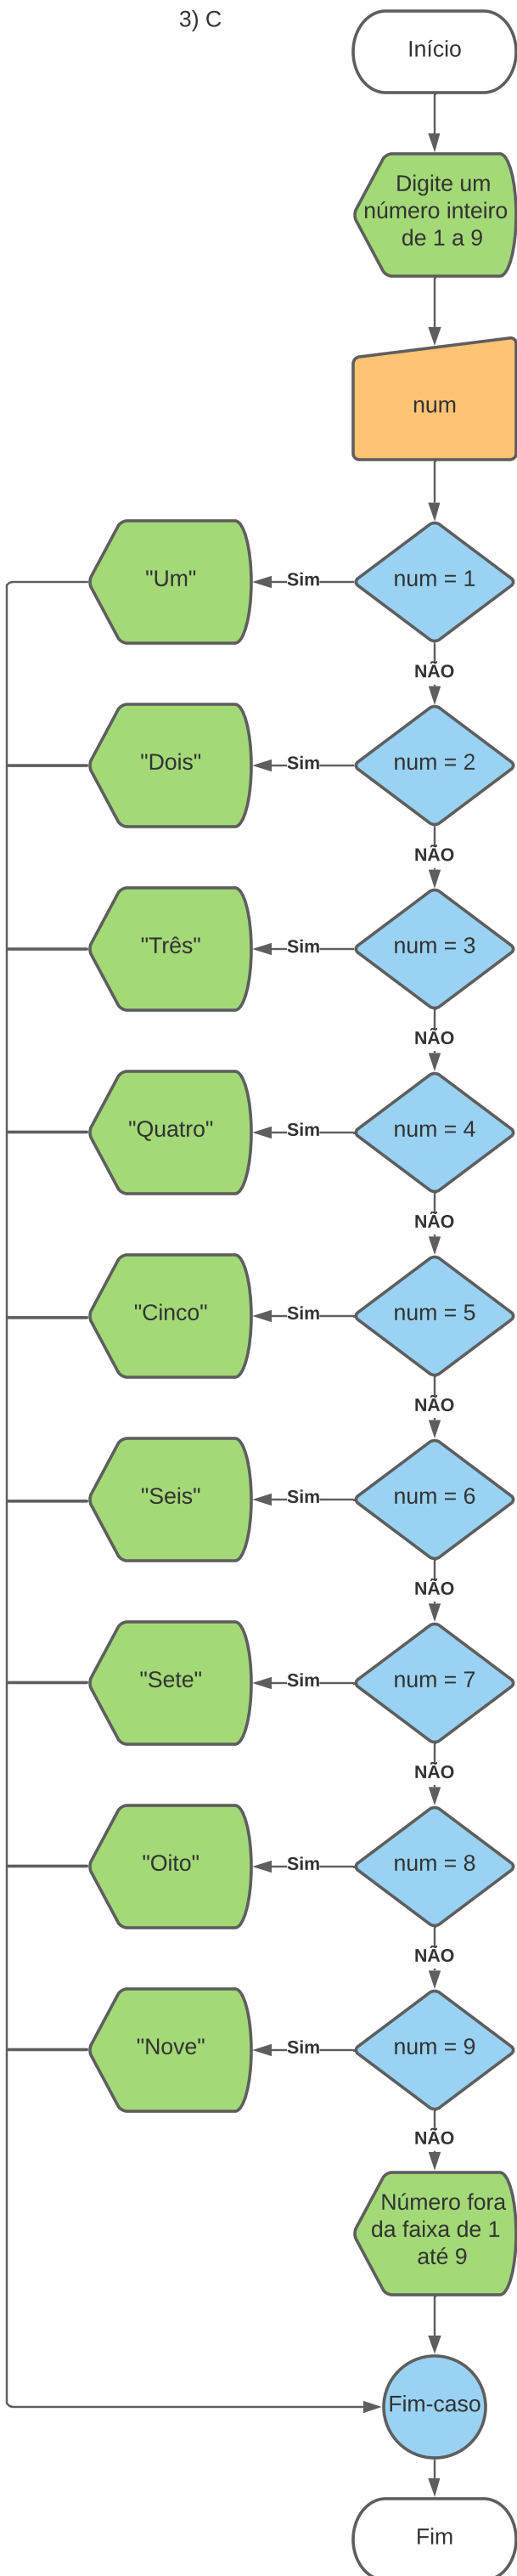 3) C
Início
Digite um
número inteiro
de 1 a 9
num
"Um"
Sim
num = 1
NÃO
"Dois"
Sim
num = 2
NÃO
"Três"
Sim
num = 3
NÃO
"Quatro"
Sim
num = 4
NÃO
"Cinco"
Sim
num = 5
NÃO
"Seis"
Sim
num = 6
NÃO
"Sete"
Sim
num = 7
NÃO
"Oito"
Sim
num = 8
NÃO
"Nove"
Sim
num = 9
NÃO
Número fora
da faixa de 1
até 9
Fim-caso
Fim